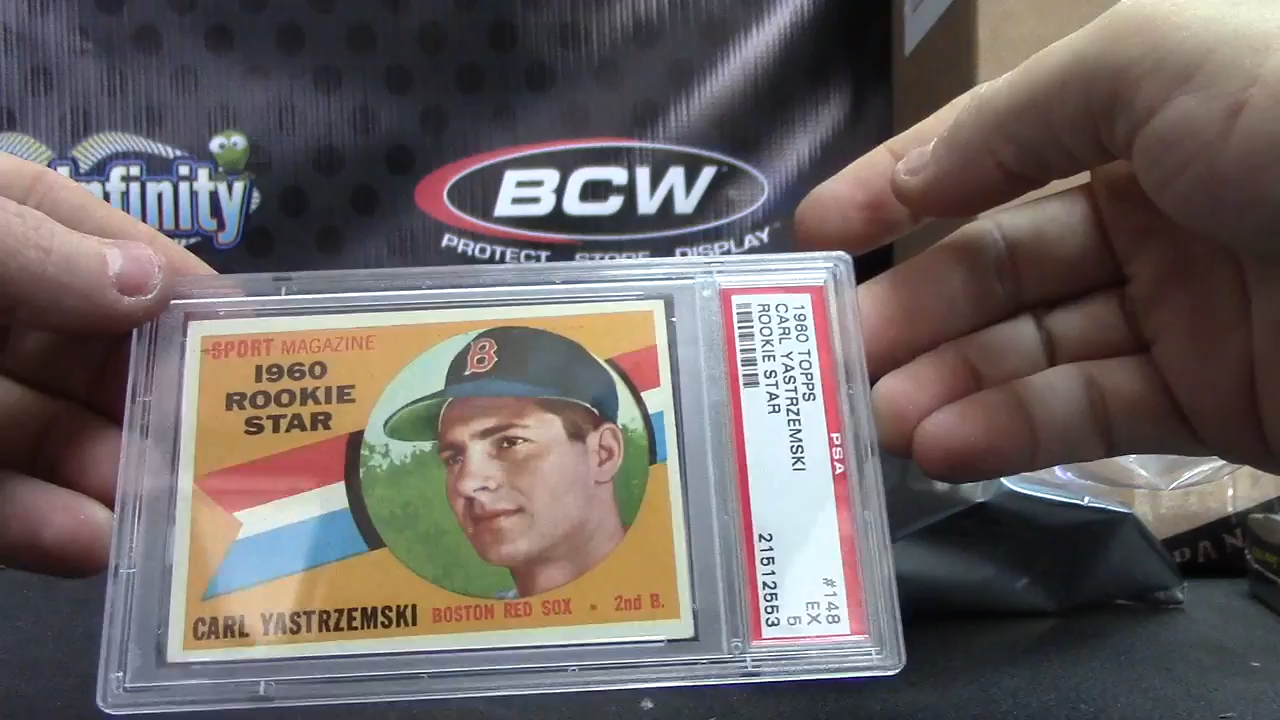 infinity
BCW
PROTECT STORE DISPLAY
SPORT MAGAZINE
1960
ROOKIE
STAR
B
CARL YASTRZEMSKI BOSTON RED SOX • 2nd B.
1960 TOPPS #148
CARL YASTRZEMSKI EX
ROOKIE STAR 5
21512553
PSA
PAN